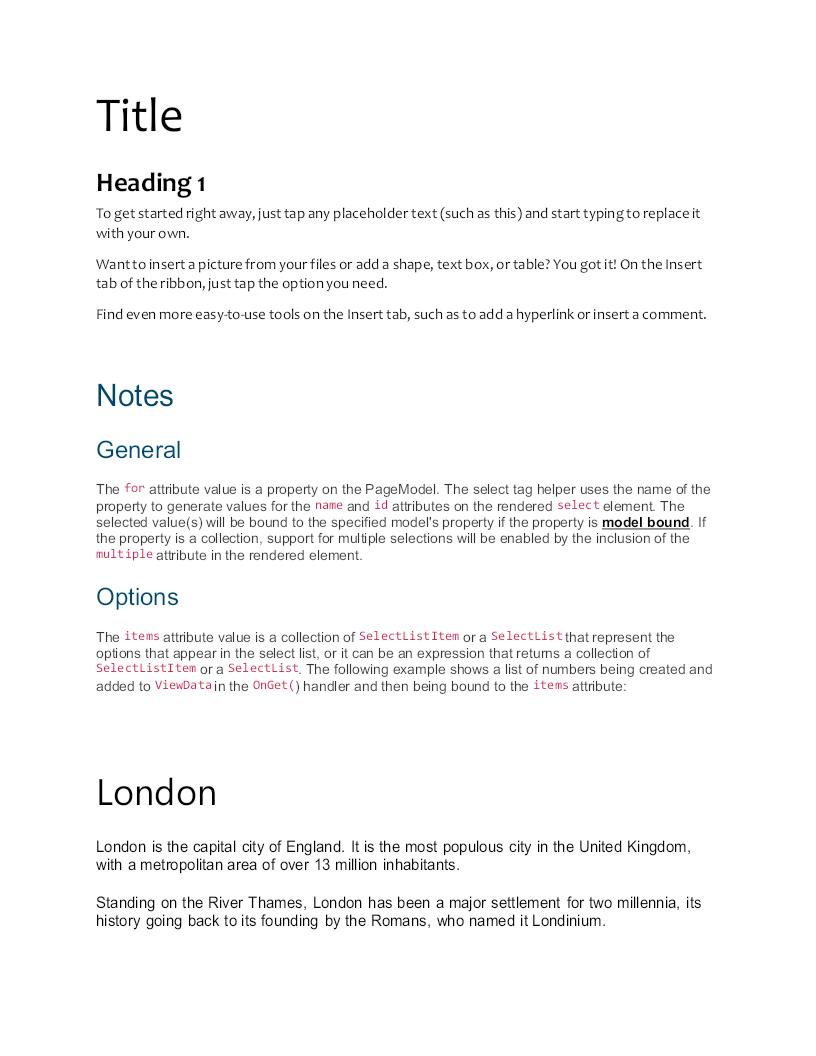 Title
Heading 1
To get started right away, just tap any placeholder text (such as this) and start typing to replace it
with your own.
Want to insert a picture from your files or add a shape, text box, or table? You got it! On the Insert
tab of the ribbon, just tap the option you need.
Find even more easy-to-use tools on the Insert tab, such as to add a hyperlink or insert a comment.
Notes
General
The for attribute value is a property on the PageModel. The select tag helper uses the name of the
property to generate values for the name and id attributes on the rendered select element. The
selected value(s) will be bound to the specified model's property if the property is model bound. If
the property is a collection, support for multiple selections will be enabled by the inclusion of the
multiple attribute in the rendered element.
Options
The items attribute value is a collection of SelectListItem or a SelectList that represent the
options that appear in the select list, or it can be an expression that returns a collection of
SelectListItem or a SelectList. The following example shows a list of numbers being created and
added to ViewData in the OnGet() handler and then being bound to the items attribute:
London
London is the capital city of England. It is the most populous city in the United Kingdom,
with a metropolitan area of over 13 million inhabitants.
Standing on the River Thames, London has been a major settlement for two millennia, its
history going back to its founding by the Romans, who named it Londinium.